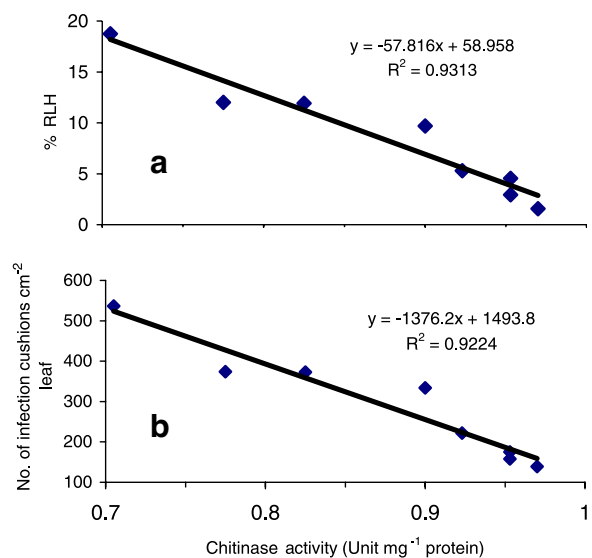 20
15
10
5
0
% RLH
y = -57.816x + 58.958
R² = 0.9313
a
600
500
400
300
200
100
No. of infection cushions cm⁻²
leaf
y = -1376.2x + 1493.8
R² = 0.9224
b
0.7 0.8 0.9 1
Chitinase activity (Unit mg⁻¹ protein)